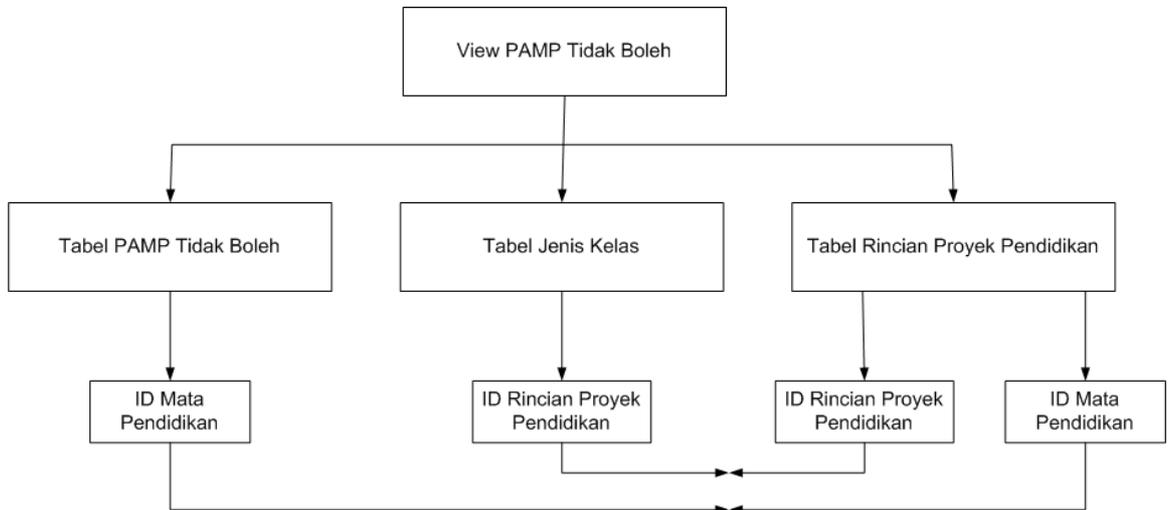 View PAMP Tidak Boleh
Tabel PAMP Tidak Boleh
Tabel Jenis Kelas
Tabel Rincian Proyek Pendidikan
ID Mata
Pendidikan
ID Rincian Proyek
Pendidikan
ID Rincian Proyek
Pendidikan
ID Mata
Pendidikan